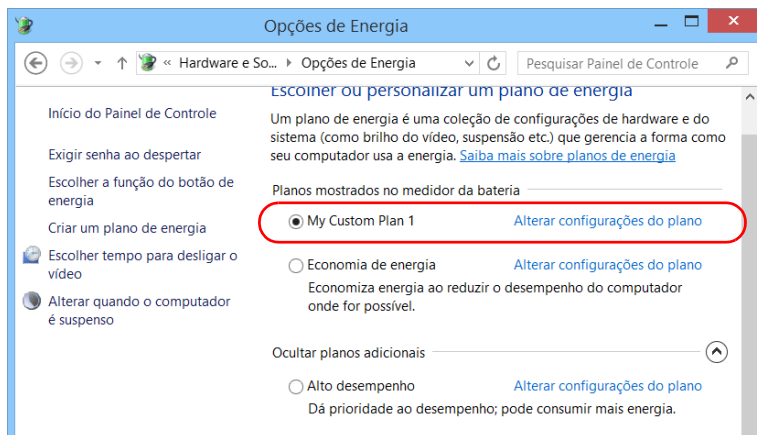 Opções de Energia
« Hardware e So... Opções de Energia
Pesquisar Painel de Controle
Início do Painel de Controle
Exigir senha ao despertar
Escolher a função do botão de
energia
Criar um plano de energia
Escolher tempo para desligar o
vídeo
Alterar quando o computador
é suspenso
Escolher ou personalizar um plano de energia
Um plano de energia é uma coleção de configurações de hardware e do
sistema (como brilho do vídeo, suspensão etc.) que gerencia a forma como
seu computador usa a energia. Saiba mais sobre planos de energia
Planos mostrados no medidor da bateria
My Custom Plan 1 Alterar configurações do plano
Economia de energia Alterar configurações do plano
Economiza energia ao reduzir o desempenho do computador
onde for possível.
Ocultar planos adicionais
Alto desempenho Alterar configurações do plano
Dá prioridade ao desempenho; pode consumir mais energia.